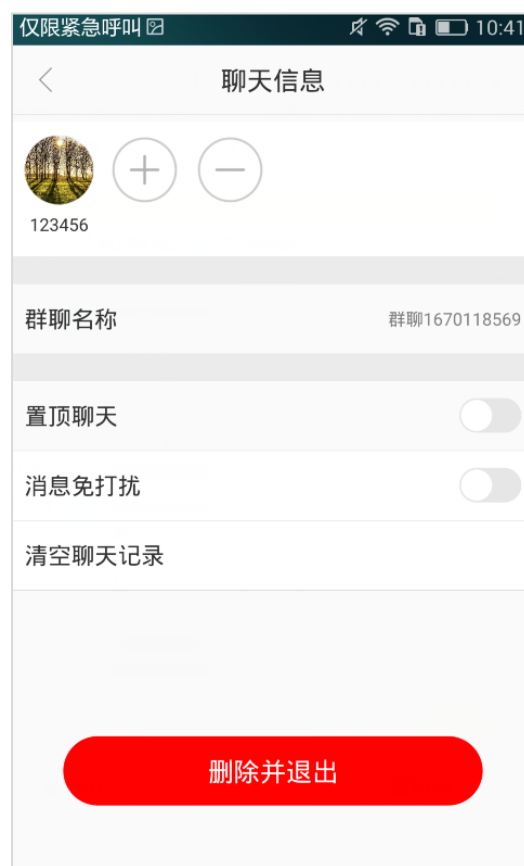 仅限紧急呼叫 10:41
聊天信息
123456
群聊名称 群聊1670118569
置顶聊天
消息免打扰
清空聊天记录
删除并退出